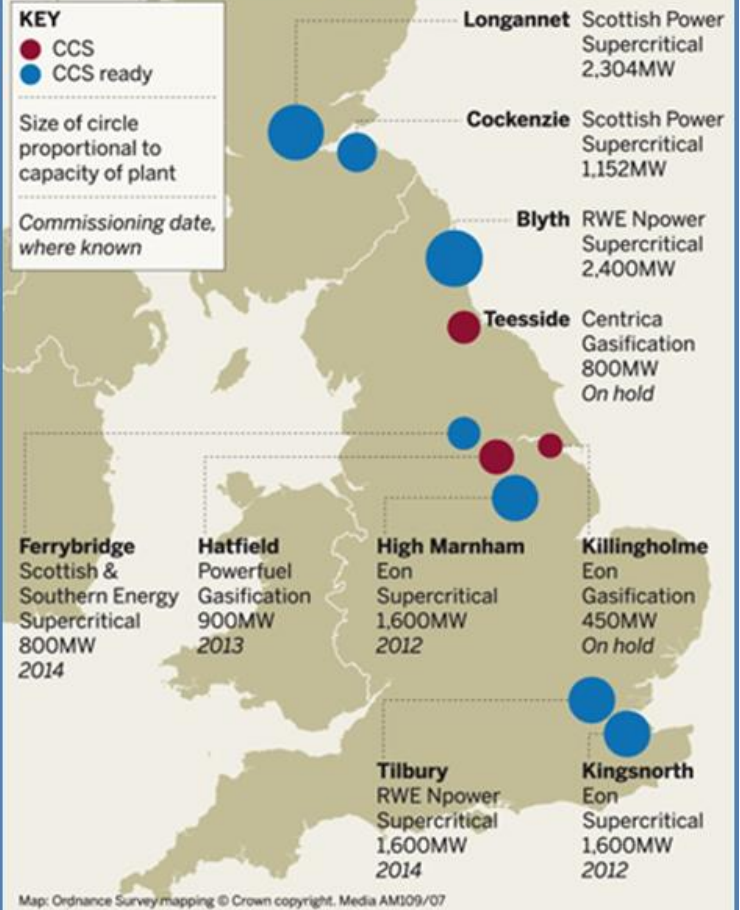 KEY
CCS
CCS ready
Size of circle
proportional to
capacity of plant
Commissioning date,
where known
Longannet Scottish Power
Supercritical
2,304MW
Cockenzie Scottish Power
Supercritical
1,152MW
Blyth RWE Npower
Supercritical
2,400MW
Teesside Centrica
Gasification
800MW
On hold
Ferrybridge
Scottish &
Southern Energy
Supercritical
800MW
2014
Hatfield
Powerfuel
Gasification
900MW
2013
High Marnham
Eon
Supercritical
1,600MW
2012
Killingholme
Eon
Gasification
450MW
On hold
Tilbury
RWE Npower
Supercritical
1,600MW
2014
Kingsnorth
Eon
Supercritical
1,600MW
2012
Map: Ordnance Survey mapping © Crown copyright. Media AM109/07